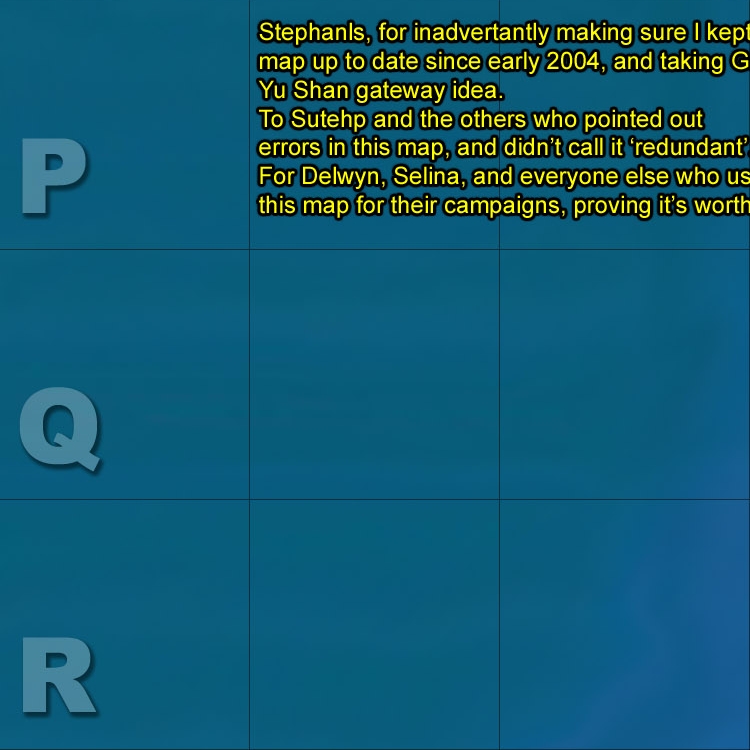 Stephanls, for inadvertantly making sure I kept
map up to date since early 2004, and taking G
Yu Shan gateway idea.
To Sutehp and the others who pointed out
errors in this map, and didn’t call it ‘redundant’.
For Delwyn, Selina, and everyone else who us
this map for their campaigns, proving it’s worth
P
Q
R